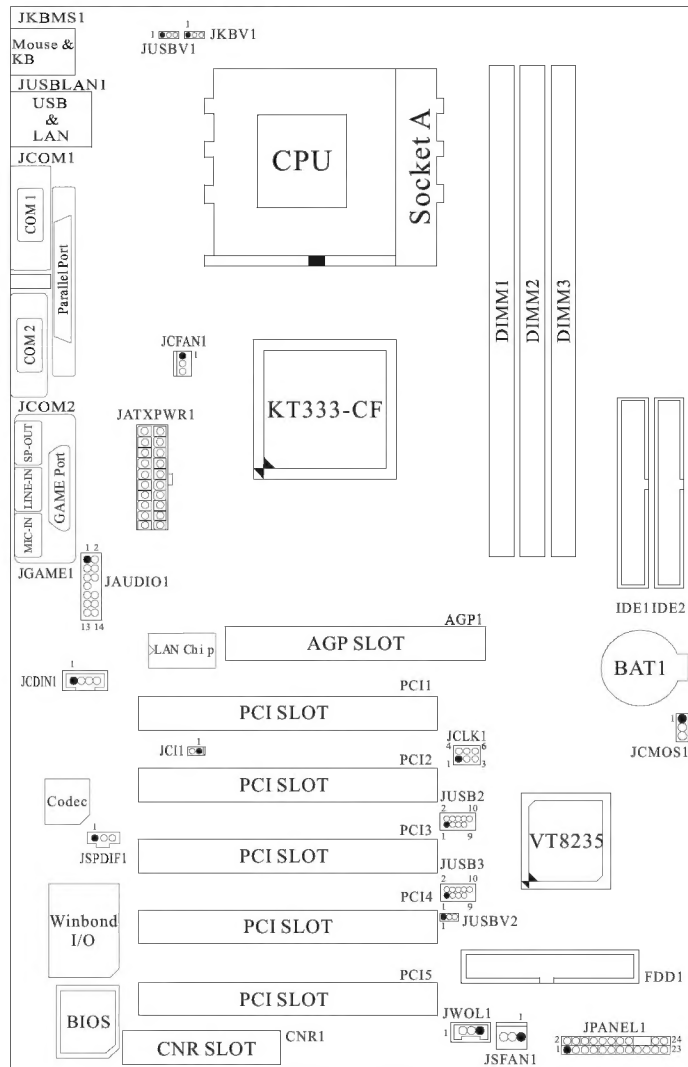 JKBMS1
Mouse &
KB
1
1
JKBV1
JUSBV1
JUSBLAN1
USB
&
LAN
JCOM1
COM 1
Parallel Port
COM 2
JCOM2
CPU
Socket A
DIMM1
DIMM2
DIMM3
JCFAN1
1
KT333-CF
JATXPWR1
SP-OUT
LINE-IN
MIC-IN
GAME Port
JGAME1
1 2
JAUDIO1
13 14
IDE1 IDE2
AGP1
LAN Chip
AGP SLOT
BAT1
1
JCDIN1
PCI1
PCI SLOT
1
JCMOS1
JCI1
1
JCLK1
4
6
1
3
PCI2
PCI SLOT
Codec
JUSB2
2
10
1
9
VT8235
1
JSPDIF1
PCI3
PCI SLOT
JUSB3
2
10
1
9
PCI4
PCI SLOT
JUSBV2
1
Winbond
I/O
FDD1
PCI5
PCI SLOT
BIOS
CNR1
CNR SLOT
JWOL1
1
1
JSFAN1
JPANEL1
2
24
1
23